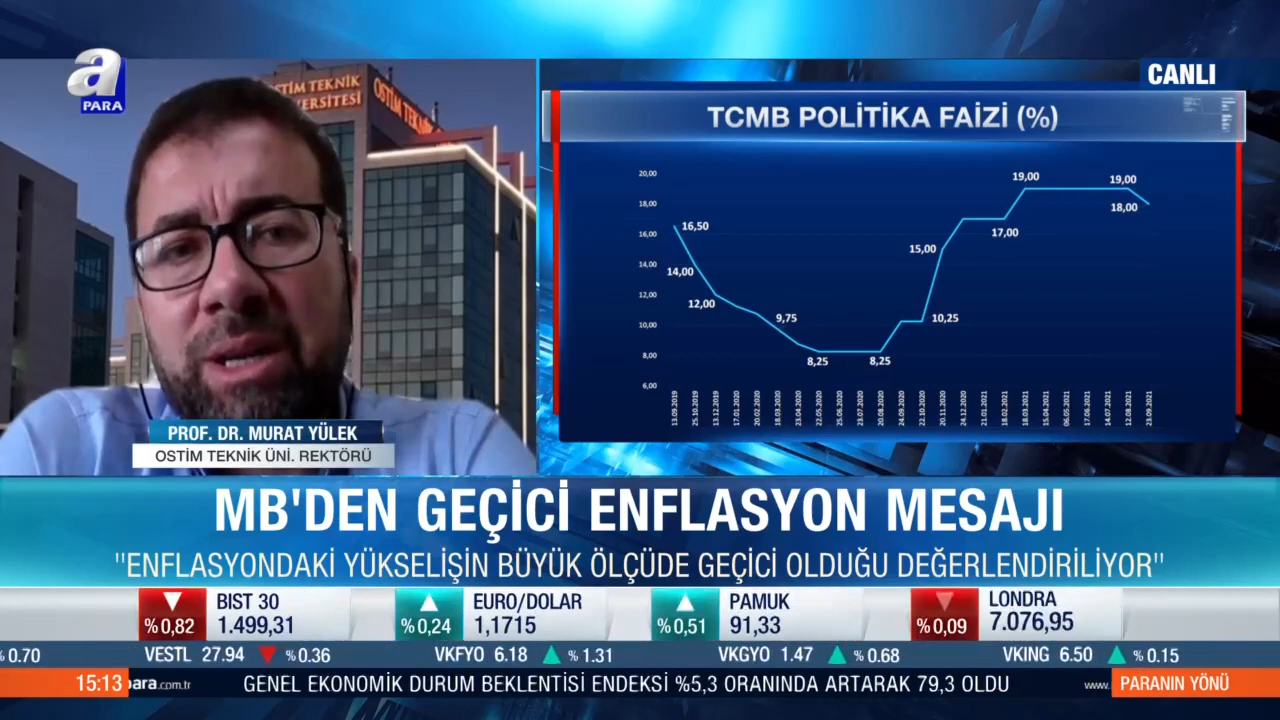 a
PARA
CANLI
OSTİM TEKNİK
OSTİM TEKNİK
TCMB POLİTİKA FAİZİ (%)
20,00
18,00
16,00
14,00
12,00
10,00
8,00
6,00
16,50
14,00
12,00
9,75
8,25
8,25
10,25
15,00
17,00
19,00
19,00
18,00
13.09.2019
25.10.2019
13.12.2019
17.01.2020
20.02.2020
18.03.2020
23.04.2020
22.05.2020
25.06.2020
23.07.2020
20.08.2020
24.09.2020
22.10.2020
20.11.2020
24.12.2020
21.01.2021
18.02.2021
18.03.2021
15.04.2021
06.05.2021
17.06.2021
14.07.2021
12.08.2021
23.09.2021
PROF. DR. MURAT YÜLEK
OSTİM TEKNİK ÜNİ. REKTÖRÜ
MB'DEN GEÇİCİ ENFLASYON MESAJI
"ENFLASYONDAKİ YÜKSELİŞİN BÜYÜK ÖLÇÜDE GEÇİCİ OLDUĞU DEĞERLENDİRİLİYOR"
%0,82 BIST 30 1.499,31
%0,24 EURO/DOLAR 1,1715
%0,51 PAMUK 91,33
%0,09 LONDRA 7.076,95
% 0.70 VESTL 27.94 %0.36 VKFYO 6.18 % 1.31 VKGYO 1.47 % 0.68 VKING 6.50 % 0.15
15:13 para.com.tr GENEL EKONOMİK DURUM BEKLENTİSİ ENDEKSİ %5,3 ORANINDA ARTARAK 79,3 OLDU www. PARANIN YÖNÜ